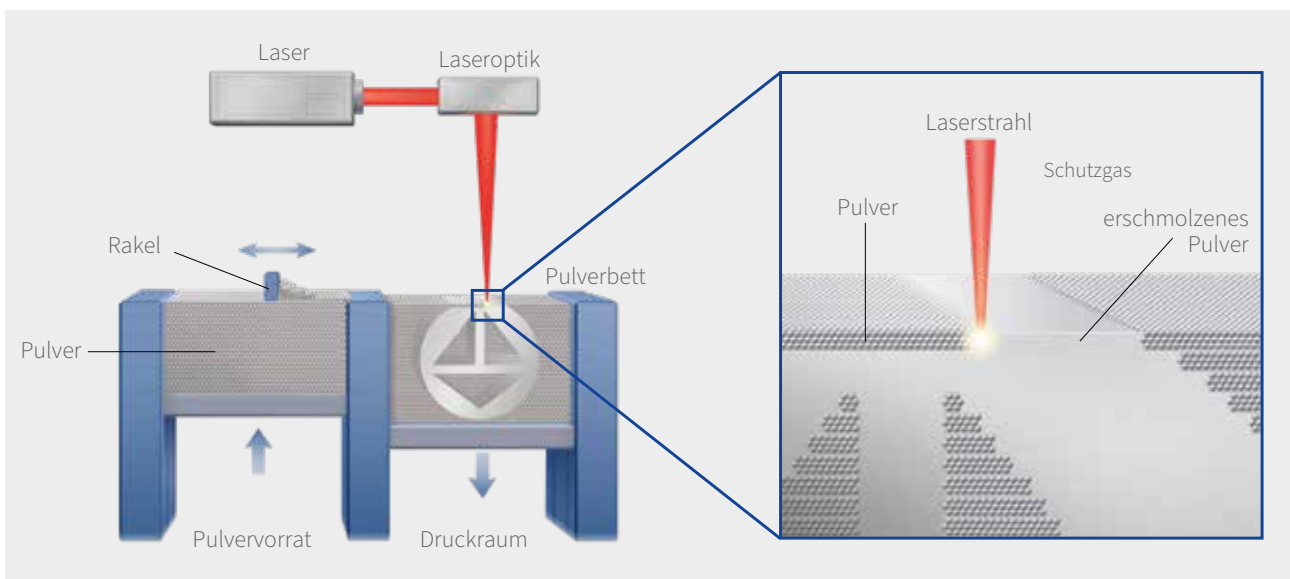 Laser
Laseroptik
Rakel
Pulverbett
Pulver
Pulvervorrat
Druckraum
Laserstrahl
Schutzgas
Pulver
erschmolzenes
Pulver